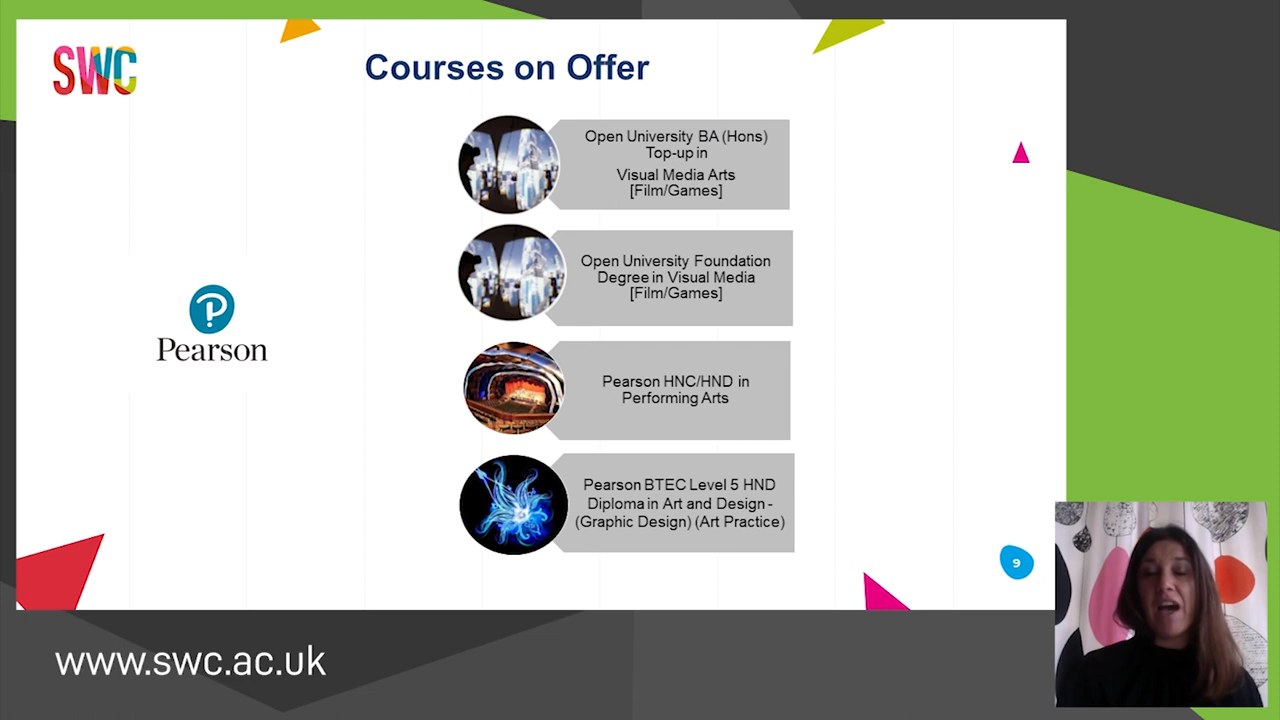 SWC
Courses on Offer
Open University BA (Hons)
Top-up in
Visual Media Arts
[Film/Games]
Open University Foundation
Degree in Visual Media
[Film/Games]
Pearson
Pearson HNC/HND in
Performing Arts
Pearson BTEC Level 5 HND
Diploma in Art and Design -
(Graphic Design) (Art Practice)
9
www.swc.ac.uk